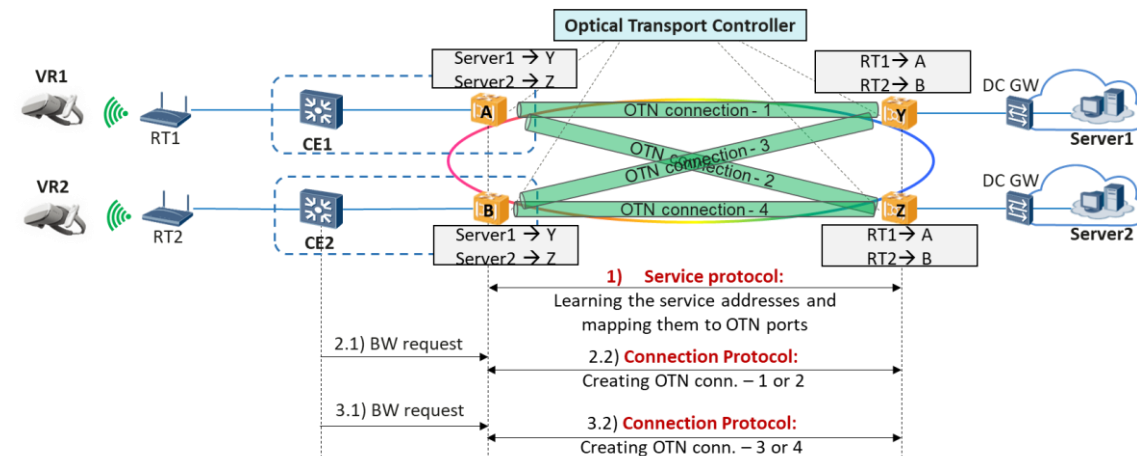 Optical Transport Controller
Server1 → Y
Server2 → Z
RT1→ A
RT2→ B
VR1
RT1
CE1
A
OTN connection - 1
Y
DC GW
Server1
OTN connection - 3
OTN connection - 2
VR2
RT2
CE2
B
OTN connection - 4
Z
DC GW
Server2
Server1 → Y
Server2 → Z
RT1→ A
RT2→ B
1) Service protocol:
Learning the service addresses and
mapping them to OTN ports
2.1) BW request
2.2) Connection Protocol:
Creating OTN conn. – 1 or 2
3.1) BW request
3.2) Connection Protocol:
Creating OTN conn. – 3 or 4